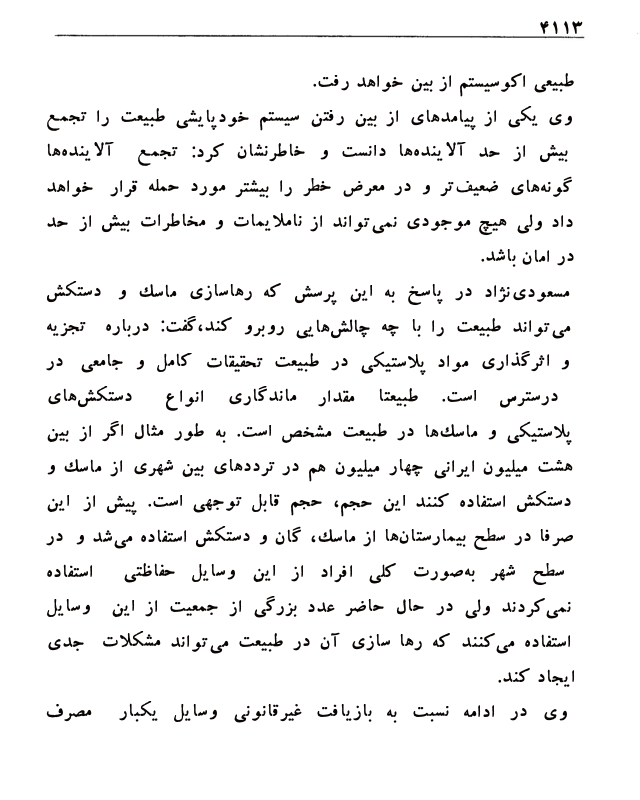 ۴۱۱۳
طبیعی اکوسیستم از بین خواهد رفت.
وی یکی از پیامدهای از بین رفتن سیستم خودپایشی طبیعت را تجمع
بیش از حد آلاینده‌ها دانست و خاطرنشان کرد: تجمع آلاینده‌ها
گونه‌های ضعیف‌تر و در معرض خطر را بیشتر مورد حمله قرار خواهد
داد ولی هیچ موجودی نمی‌تواند از ناملایمات و مخاطرات بیش از حد
در امان باشد.
مسعودی‌نژاد در پاسخ به این پرسش که رهاسازی ماسك و دستکش
می‌تواند طبیعت را با چه چالش‌هایی روبرو کند،گفت: درباره تجزیه
و اثرگذاری مواد پلاستیکی در طبیعت تحقیقات کامل و جامعی در
درسترس است. طبیعتا مقدار ماندگاری انواع دستکش‌های
پلاستیکی و ماسك‌ها در طبیعت مشخص است. به طور مثال اگر از بین
هشت میلیون ایرانی چهار میلیون هم در ترددهای بین شهری از ماسك و
دستکش استفاده کنند این حجم، حجم قابل توجهی است. پیش از این
صرفا در سطح بیمارستان‌ها از ماسك، گان و دستکش استفاده می‌شد و در
سطح شهر به‌صورت کلی افراد از این وسایل حفاظتی استفاده
نمی‌کردند ولی در حال حاضر عدد بزرگی از جمعیت از این وسایل
استفاده می‌کنند که رها سازی آن در طبیعت می‌تواند مشکلات جدی
ایجاد کند.
وی در ادامه نسبت به بازیافت غیرقانونی وسایل یکبار مصرف